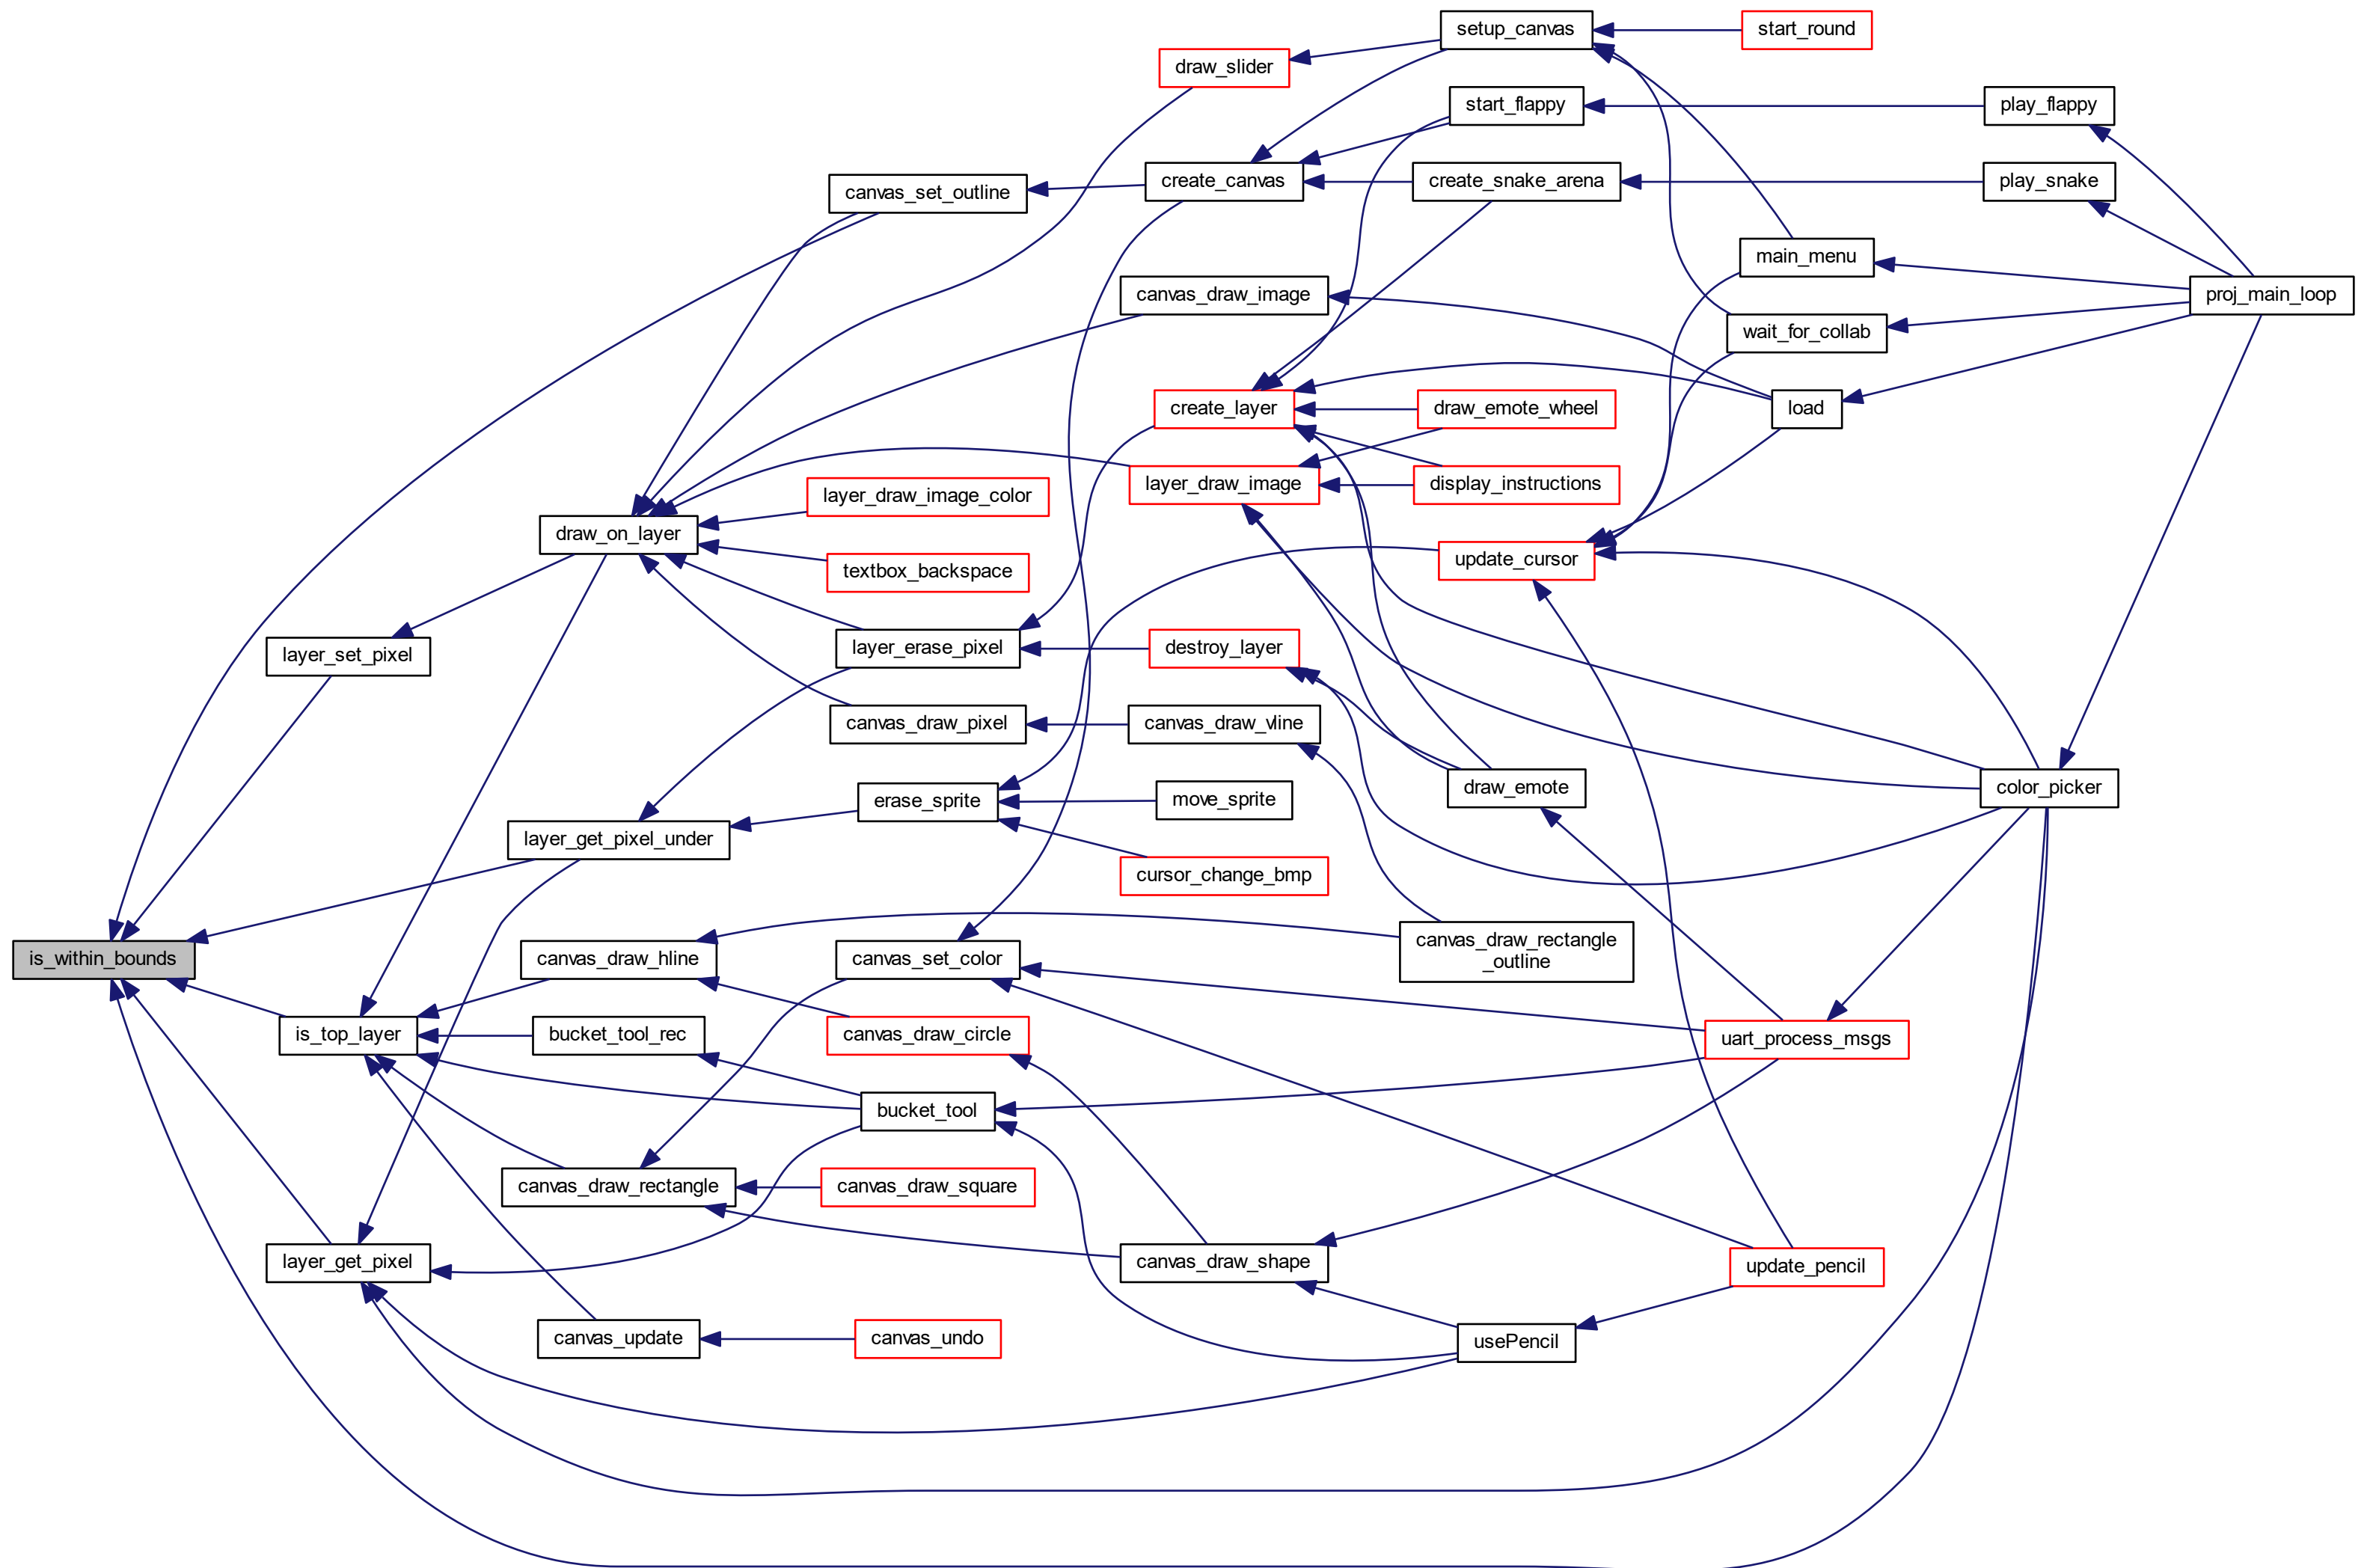 setup_canvas
start_round
draw_slider
start_flappy
play_flappy
create_canvas
create_snake_arena
play_snake
canvas_set_outline
main_menu
canvas_draw_image
proj_main_loop
wait_for_collab
create_layer
draw_emote_wheel
load
layer_draw_image
display_instructions
layer_draw_image_color
draw_on_layer
textbox_backspace
update_cursor
layer_set_pixel
layer_erase_pixel
destroy_layer
canvas_draw_pixel
canvas_draw_vline
erase_sprite
move_sprite
draw_emote
color_picker
layer_get_pixel_under
cursor_change_bmp
is_within_bounds
canvas_draw_hline
canvas_set_color
canvas_draw_rectangle
_outline
is_top_layer
bucket_tool_rec
canvas_draw_circle
uart_process_msgs
bucket_tool
canvas_draw_rectangle
canvas_draw_square
layer_get_pixel
canvas_draw_shape
update_pencil
canvas_update
canvas_undo
usePencil